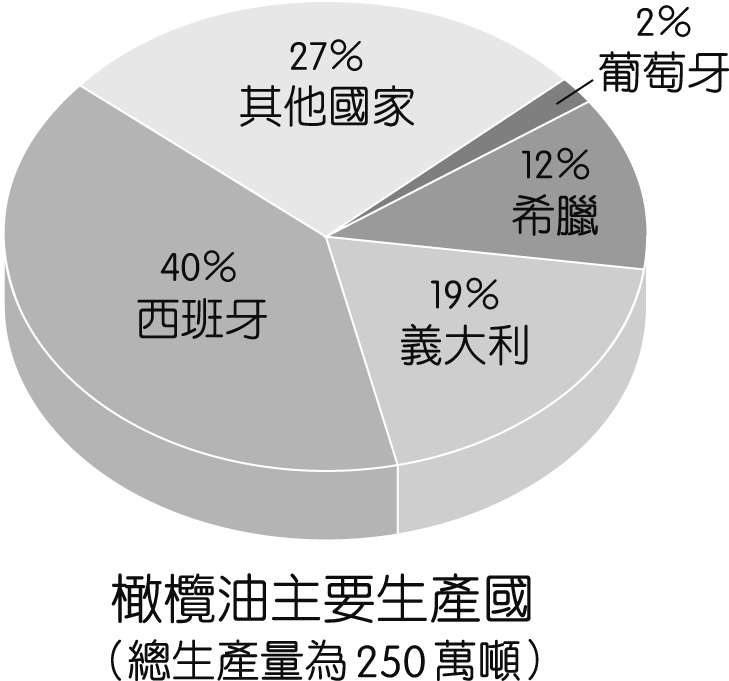 2%
葡萄牙
27%
其他國家
12%
希臘
40%
西班牙
19%
義大利
橄欖油主要生產國
（總生產量為 250 萬噸）